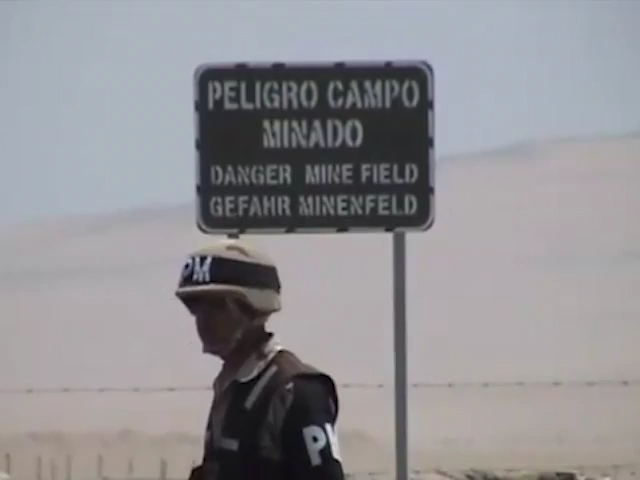 PELIGRO CAMPO
MINADO
DANGER MINE FIELD
GEFAHR MINENFELD
PM
PM